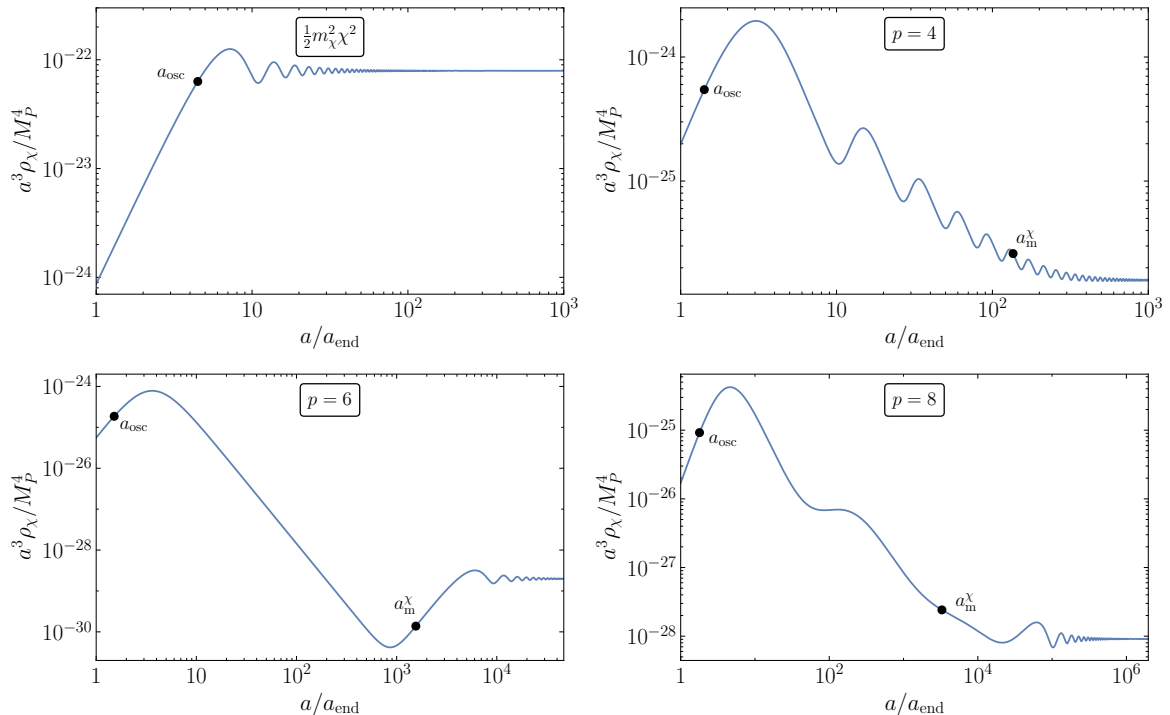 ½m_χ²χ²
a³ρ_χ/M_P⁴
10⁻²²
10⁻²³
10⁻²⁴
a_osc
1 10 10² 10³
a/a_end
p = 4
a³ρ_χ/M_P⁴
10⁻²⁴
10⁻²⁵
a_osc
a_m^χ
1 10 10² 10³
a/a_end
p = 6
a³ρ_χ/M_P⁴
10⁻²⁴
10⁻²⁶
10⁻²⁸
10⁻³⁰
a_osc
a_m^χ
1 10 10² 10³ 10⁴
a/a_end
p = 8
a³ρ_χ/M_P⁴
10⁻²⁵
10⁻²⁶
10⁻²⁷
10⁻²⁸
a_osc
a_m^χ
1 10² 10⁴ 10⁶
a/a_end